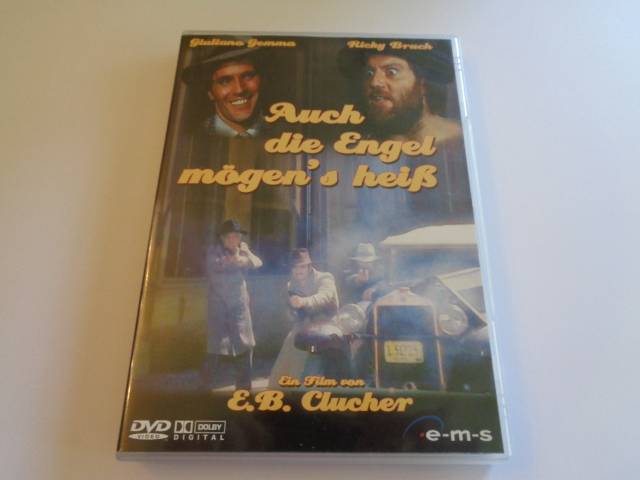 Giuliano Gemma
Ricky Bruch
Auch
die Engel
mögen's heiß
Ein Film von
E.B. Clucher
DVD
VIDEO
DOLBY
DIGITAL
e-m-s